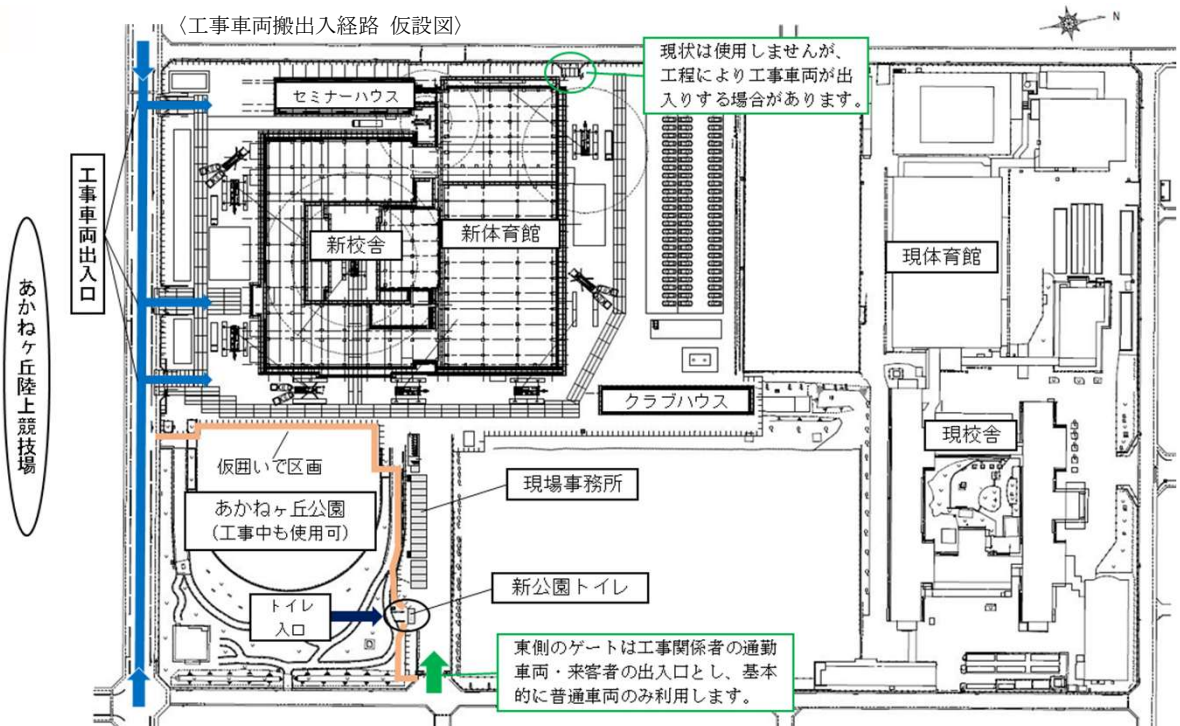 〈工事車両搬出入経路 仮設図〉
N
現状は使用しませんが、
工程により工事車両が出
入りする場合があります。
セミナーハウス
工事車両出入口
あかねヶ丘陸上競技場
新校舎
新体育館
現体育館
クラブハウス
現校舎
仮囲いで区画
あかねヶ丘公園
(工事中も使用可)
現場事務所
新公園トイレ
トイレ
入口
東側のゲートは工事関係者の通勤
車両・来客者の出入口とし、基本
的に普通車両のみ利用します。